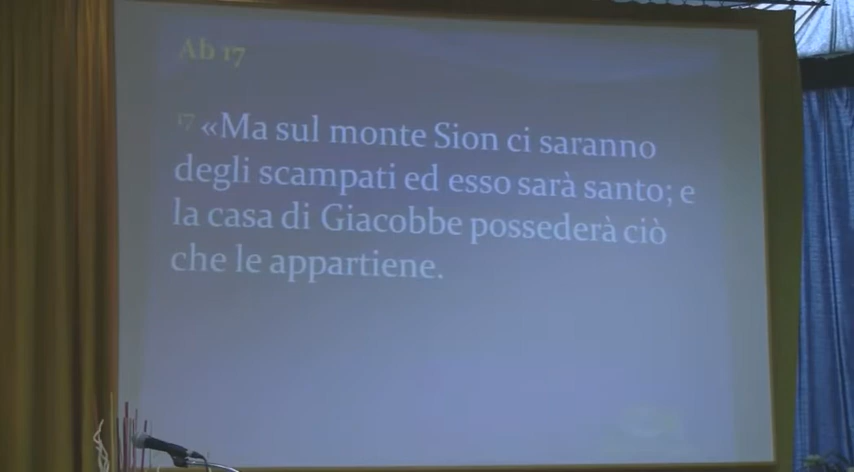 Ab 17
17 «Ma sul monte Sion ci saranno
degli scampati ed esso sarà santo; e
la casa di Giacobbe possederà ciò
che le appartiene.